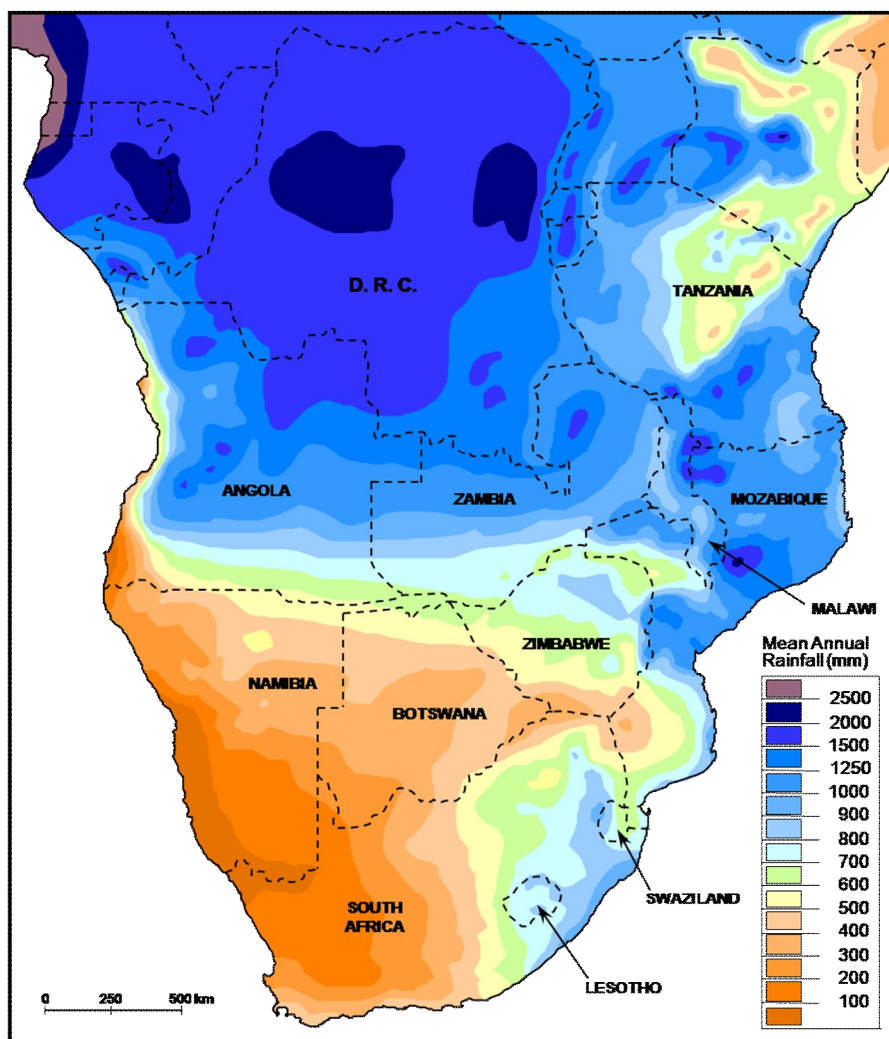 D. R. C.
TANZANIA
ANGOLA
ZAMBIA
MOZABIQUE
MALAWI
ZIMBABWE
NAMIBIA
BOTSWANA
SWAZILAND
SOUTH
AFRICA
LESOTHO
Mean Annual
Rainfall (mm)
2500
2000
1500
1250
1000
900
800
700
600
500
400
300
200
100
0 250 500 km